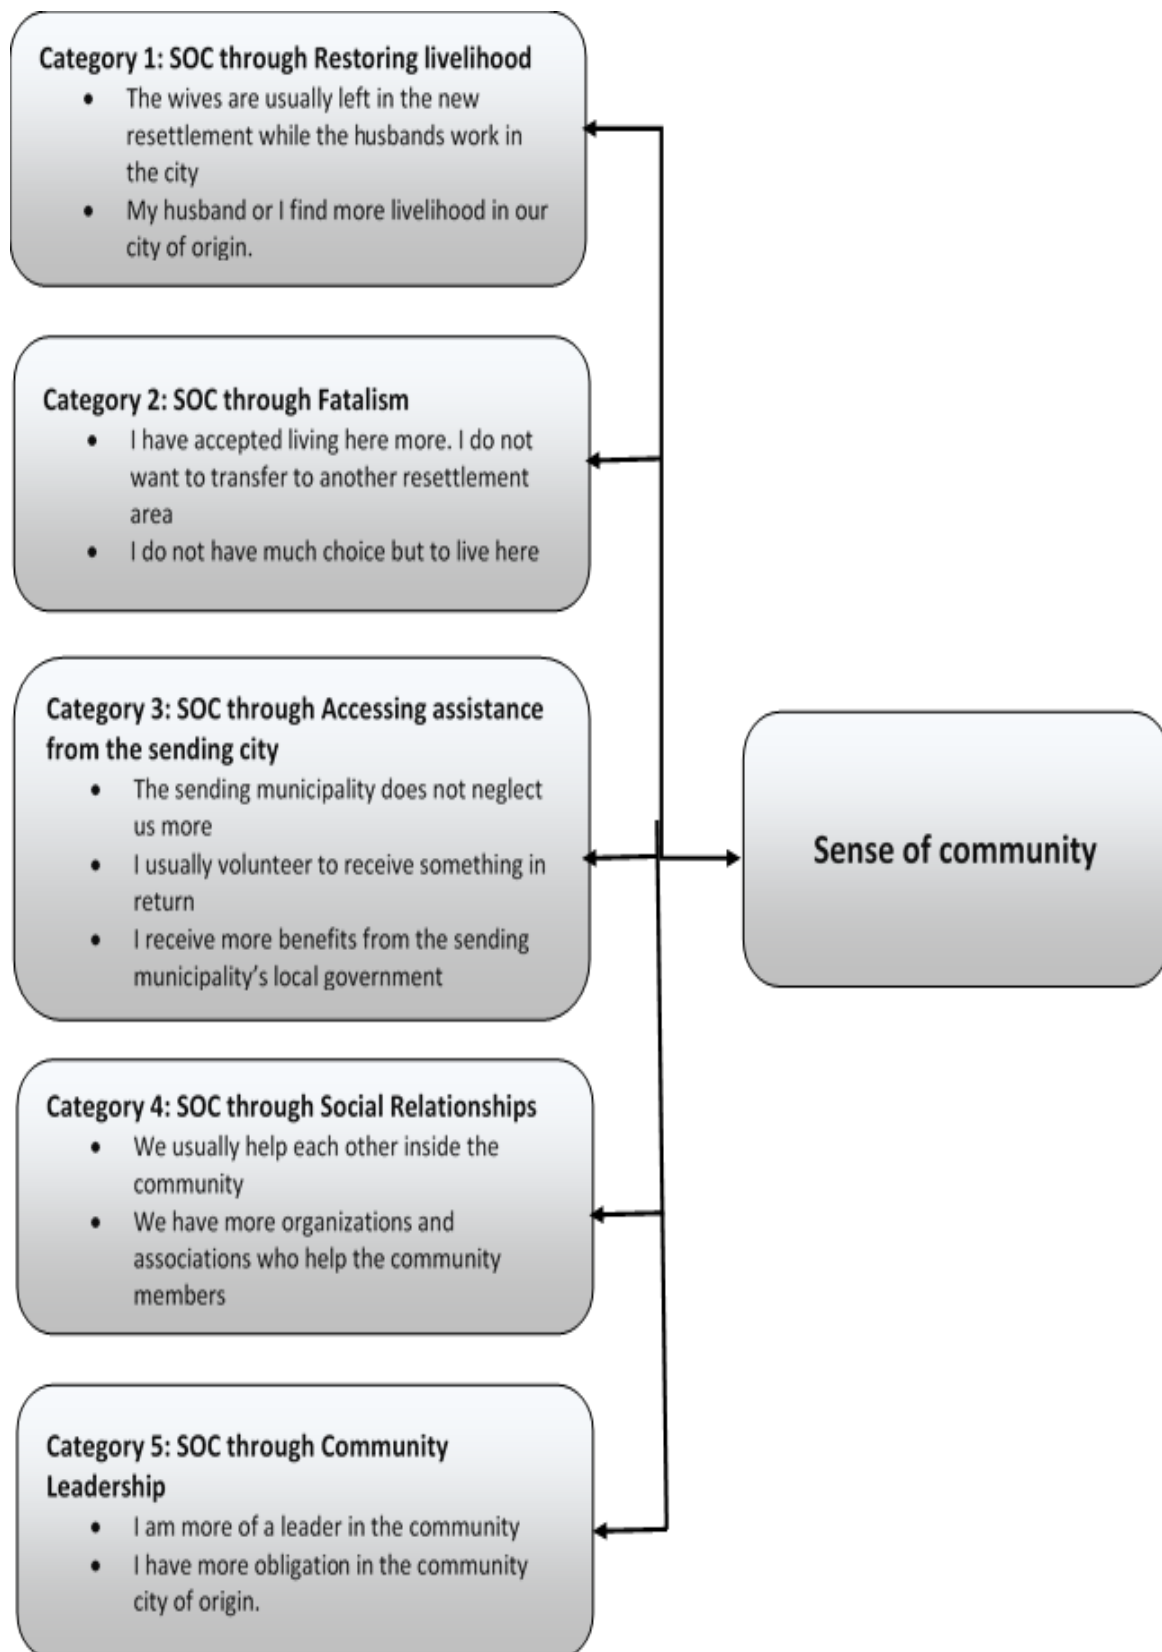 Category 1: SOC through Restoring livelihood
• The wives are usually left in the new
resettlement while the husbands work in
the city
• My husband or I find more livelihood in our
city of origin.
Category 2: SOC through Fatalism
• I have accepted living here more. I do not
want to transfer to another resettlement
area
• I do not have much choice but to live here
Category 3: SOC through Accessing assistance
from the sending city
• The sending municipality does not neglect
us more
• I usually volunteer to receive something in
return
• I receive more benefits from the sending
municipality's local government
Sense of community
Category 4: SOC through Social Relationships
• We usually help each other inside the
community
• We have more organizations and
associations who help the community
members
Category 5: SOC through Community
Leadership
• I am more of a leader in the community
• I have more obligation in the community
city of origin.